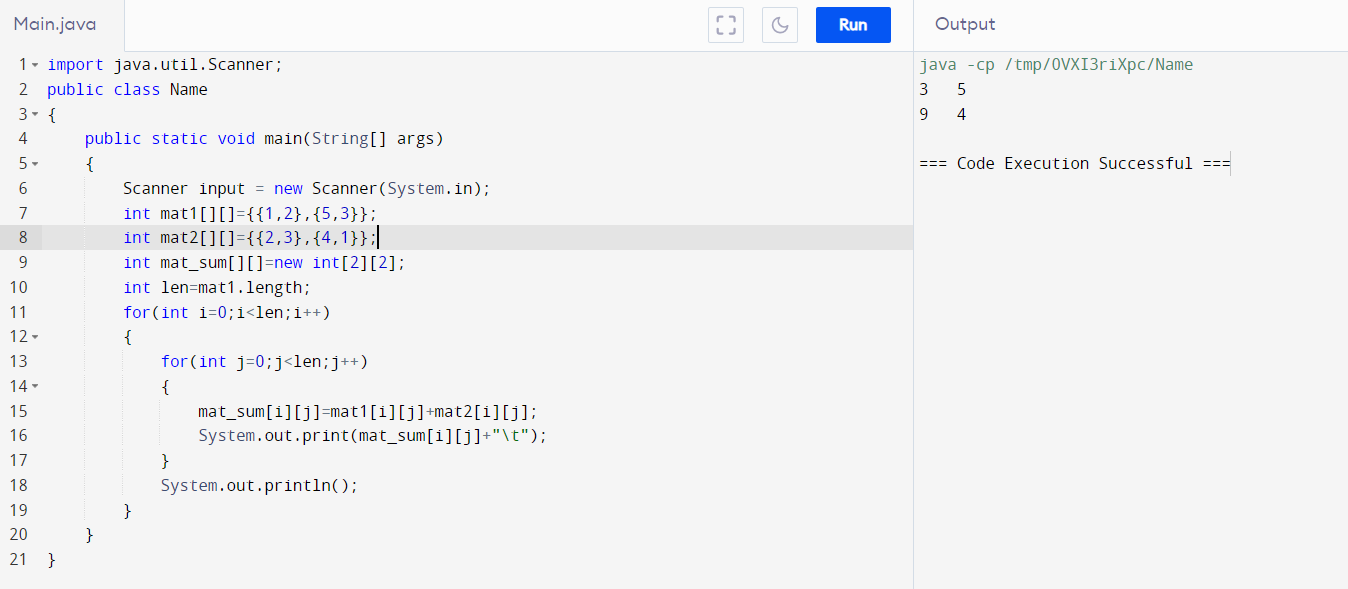 Main.java
Run
Output
1 import java.util.Scanner;
2 public class Name
3 {
4 public static void main(String[] args)
5 {
6 Scanner input = new Scanner(System.in);
7 int mat1[][]={{1,2},{5,3}};
8 int mat2[][]={{2,3},{4,1}};
9 int mat_sum[][]=new int[2][2];
10 int len=mat1.length;
11 for(int i=0;i<len;i++)
12 {
13 for(int j=0;j<len;j++)
14 {
15 mat_sum[i][j]=mat1[i][j]+mat2[i][j];
16 System.out.print(mat_sum[i][j]+"\t");
17 }
18 System.out.println();
19 }
20 }
21 }
java -cp /tmp/OVXI3riXpc/Name
3 5
9 4
=== Code Execution Successful ===